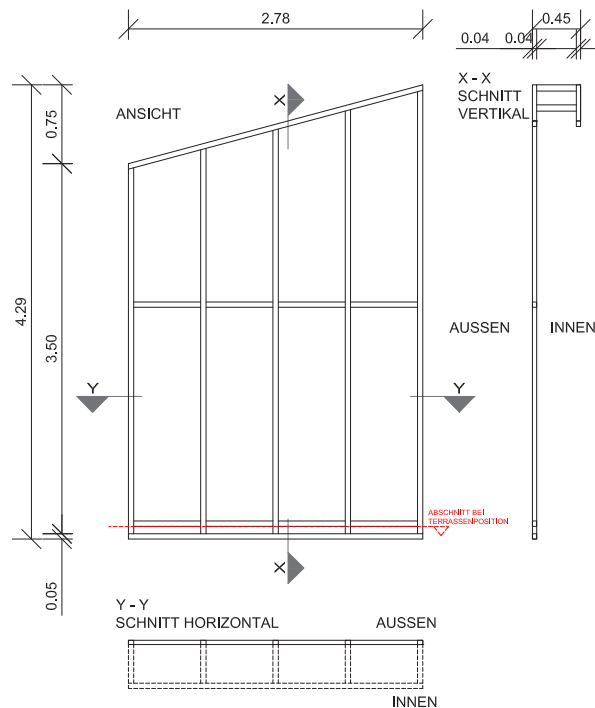 2.78
0.45
0.04 0.04
X - X
SCHNITT
VERTIKAL
X
ANSICHT
0.75
4.29
3.50
AUSSEN INNEN
Y Y
ABSCHNITT BEI
TERRASSENPOSITION
X
0.05
Y - Y
SCHNITT HORIZONTAL AUSSEN
INNEN